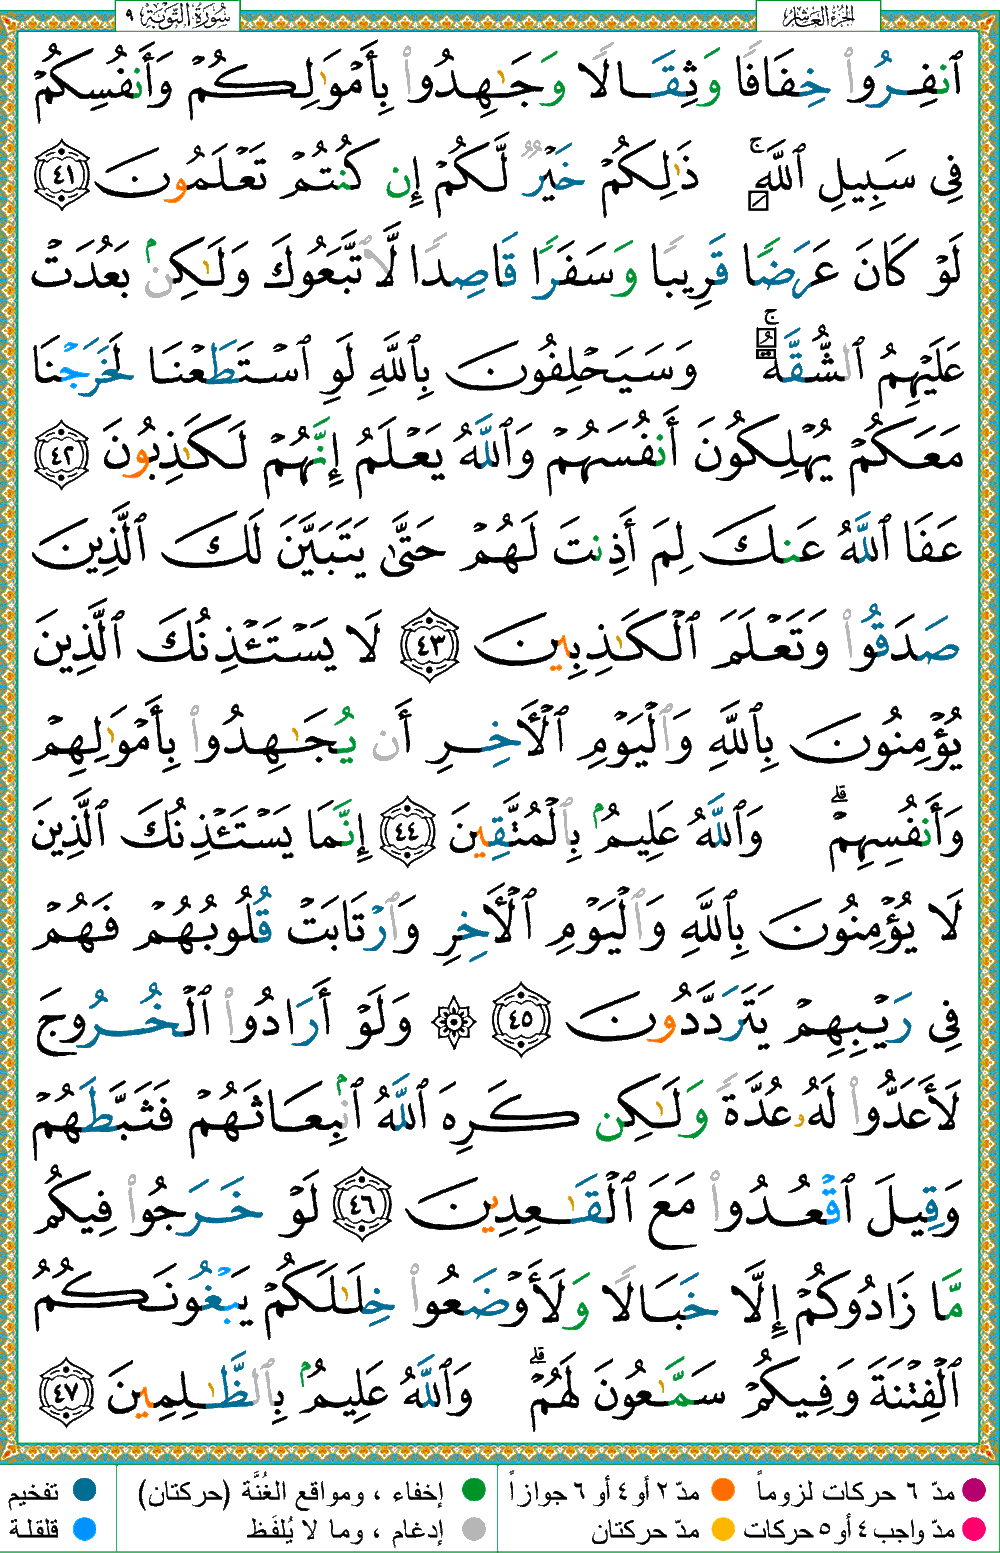 الجزء العاشر
سُورَةُ التَّوْبَةِ ٩
ٱنفِرُوا۟ خِفَافًا وَثِقَالًا وَجَـٰهِدُوا۟ بِأَمْوَٰلِكُمْ وَأَنفُسِكُمْ
فِى سَبِيلِ ٱللَّهِ ۚ ذَٰلِكُمْ خَيْرٌ لَّكُمْ إِن كُنتُمْ تَعْلَمُونَ ٤١
لَوْ كَانَ عَرَضًا قَرِيبًا وَسَفَرًا قَاصِدًا لَّٱتَّبَعُوكَ وَلَـٰكِنۢ بَعُدَتْ
عَلَيْهِمُ ٱلشُّقَّةُ ۚ وَسَيَحْلِفُونَ بِٱللَّهِ لَوِ ٱسْتَطَعْنَا لَخَرَجْنَا
مَعَكُمْ يُهْلِكُونَ أَنفُسَهُمْ وَٱللَّهُ يَعْلَمُ إِنَّهُمْ لَكَـٰذِبُونَ ٤٢
عَفَا ٱللَّهُ عَنكَ لِمَ أَذِنتَ لَهُمْ حَتَّىٰ يَتَبَيَّنَ لَكَ ٱلَّذِينَ
صَدَقُوا۟ وَتَعْلَمَ ٱلْكَـٰذِبِينَ ٤٣ لَا يَسْتَـْٔذِنُكَ ٱلَّذِينَ
يُؤْمِنُونَ بِٱللَّهِ وَٱلْيَوْمِ ٱلْـَٔاخِرِ أَن يُجَـٰهِدُوا۟ بِأَمْوَٰلِهِمْ
وَأَنفُسِهِمْ ۗ وَٱللَّهُ عَلِيمٌۢ بِٱلْمُتَّقِينَ ٤٤ إِنَّمَا يَسْتَـْٔذِنُكَ ٱلَّذِينَ
لَا يُؤْمِنُونَ بِٱللَّهِ وَٱلْيَوْمِ ٱلْـَٔاخِرِ وَٱرْتَابَتْ قُلُوبُهُمْ فَهُمْ
فِى رَيْبِهِمْ يَتَرَدَّدُونَ ٤٥ ۞ وَلَوْ أَرَادُوا۟ ٱلْخُرُوجَ
لَأَعَدُّوا۟ لَهُۥ عُدَّةً وَلَـٰكِن كَرِهَ ٱللَّهُ ٱنۢبِعَاثَهُمْ فَثَبَّطَهُمْ
وَقِيلَ ٱقْعُدُوا۟ مَعَ ٱلْقَـٰعِدِينَ ٤٦ لَوْ خَرَجُوا۟ فِيكُم
مَّا زَادُوكُمْ إِلَّا خَبَالًا وَلَأَوْضَعُوا۟ خِلَـٰلَكُمْ يَبْغُونَكُمُ
ٱلْفِتْنَةَ وَفِيكُمْ سَمَّـٰعُونَ لَهُمْ ۗ وَٱللَّهُ عَلِيمٌۢ بِٱلظَّـٰلِمِينَ ٤٧
مدّ ٦ حركات لزوماً مدّ ٢ أو ٤ أو ٦ جوازاً إخفاء ، ومواقع الغُنَّة (حركتان) تفخيم
مدّ واجب ٤ أو ٥ حركات مدّ حركتان إدغام ، وما لا يُلفَظ قلقلة